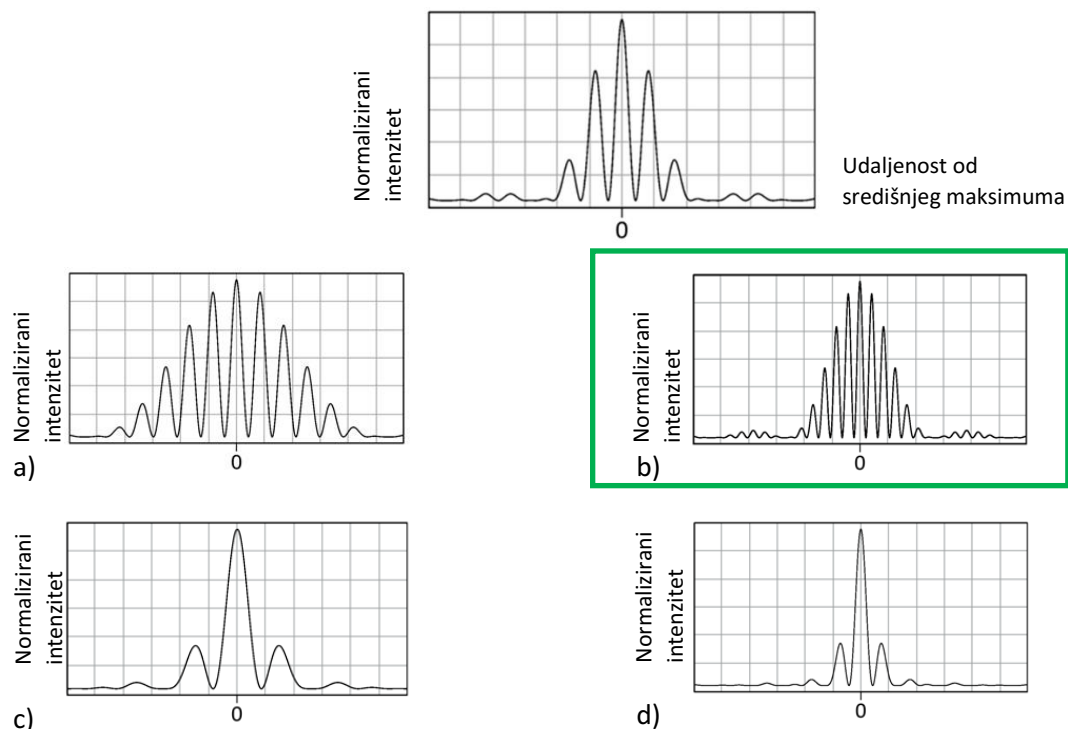 Normalizirani
intenzitet
Udaljenost od
središnjeg maksimuma
0
Normalizirani
intenzitet
a)
0
Normalizirani
intenzitet
b)
0
Normalizirani
intenzitet
c)
0
Normalizirani
intenzitet
d)
0